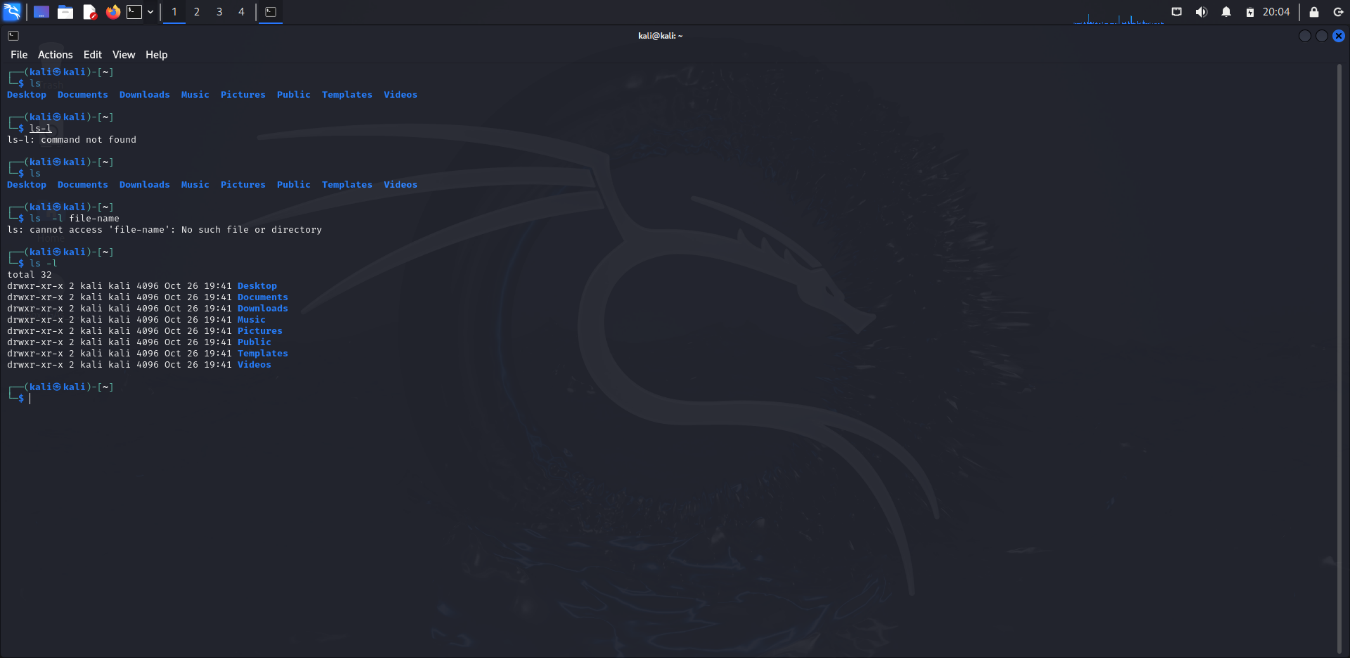 1 2 3 4 20:04
kali@kali: ~
File Actions Edit View Help
┌──(kali㉿kali)-[~]
└─$ ls
Desktop Documents Downloads Music Pictures Public Templates Videos
┌──(kali㉿kali)-[~]
└─$ ls-l
ls-l: command not found
┌──(kali㉿kali)-[~]
└─$ ls
Desktop Documents Downloads Music Pictures Public Templates Videos
┌──(kali㉿kali)-[~]
└─$ ls  -l file-name
ls: cannot access 'file-name': No such file or directory
┌──(kali㉿kali)-[~]
└─$ ls -l
total 32
drwxr-xr-x 2 kali kali 4096 Oct 26 19:41 Desktop
drwxr-xr-x 2 kali kali 4096 Oct 26 19:41 Documents
drwxr-xr-x 2 kali kali 4096 Oct 26 19:41 Downloads
drwxr-xr-x 2 kali kali 4096 Oct 26 19:41 Music
drwxr-xr-x 2 kali kali 4096 Oct 26 19:41 Pictures
drwxr-xr-x 2 kali kali 4096 Oct 26 19:41 Public
drwxr-xr-x 2 kali kali 4096 Oct 26 19:41 Templates
drwxr-xr-x 2 kali kali 4096 Oct 26 19:41 Videos
┌──(kali㉿kali)-[~]
└─$